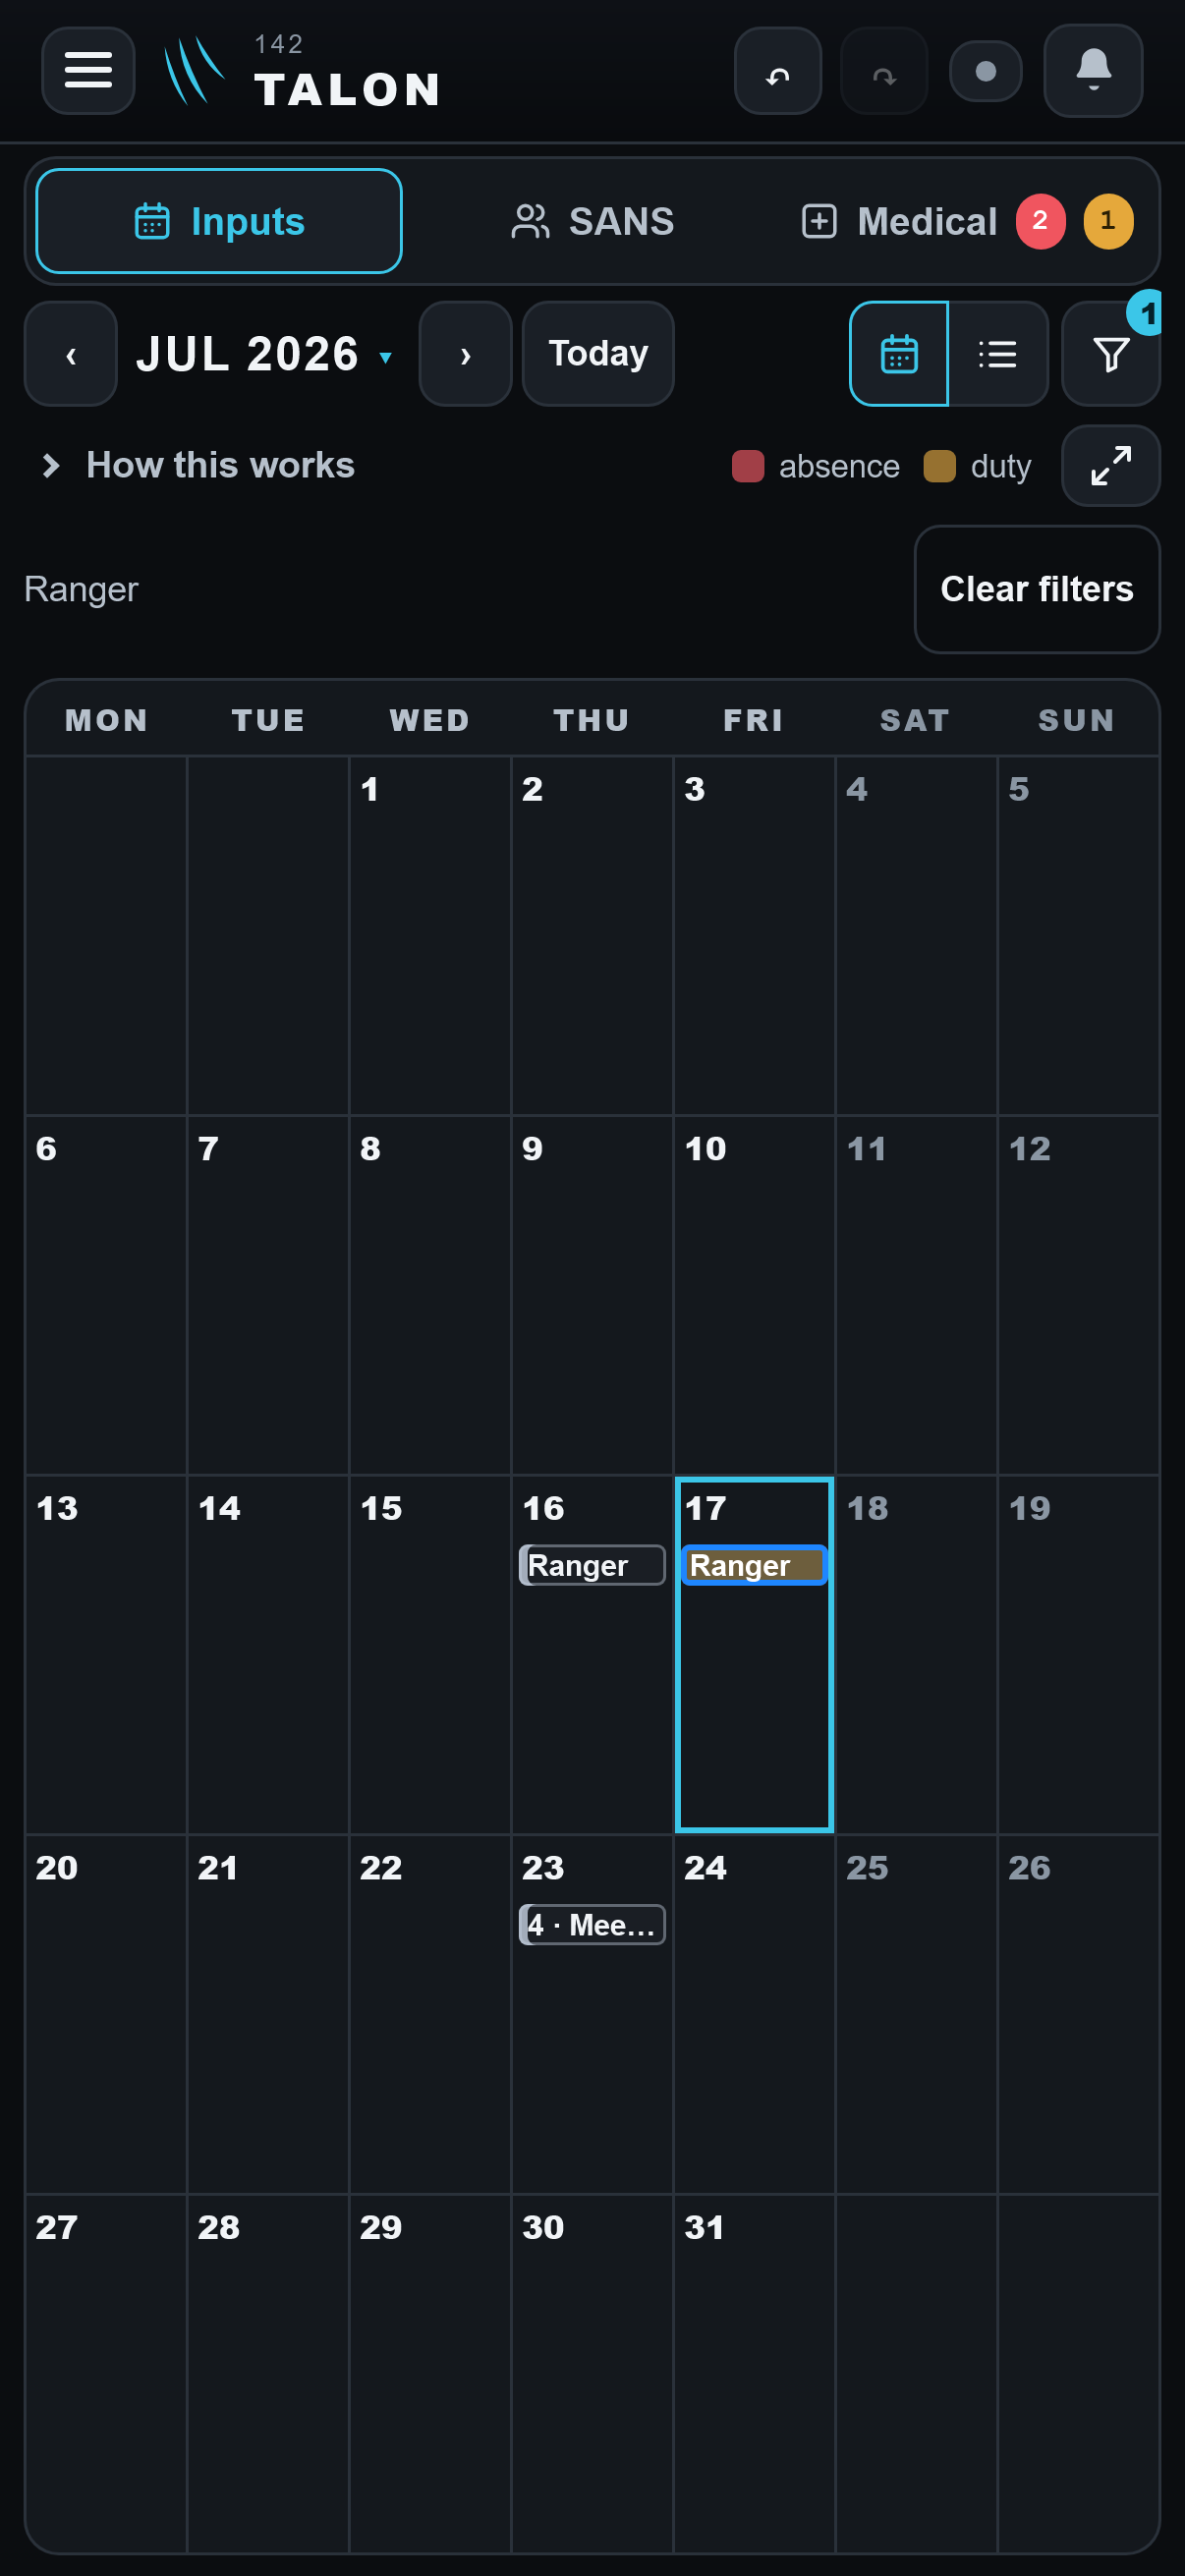 142
TALON
Inputs
SANS
Medical 2 1
‹ JUL 2026 ▾ › Today
1
How this works
absence duty
Ranger
Clear filters
MON TUE WED THU FRI SAT SUN
1 2 3 4 5
6 7 8 9 10 11 12
13 14 15 16 17 18 19
Ranger Ranger
20 21 22 23 24 25 26
4 · Mee...
27 28 29 30 31